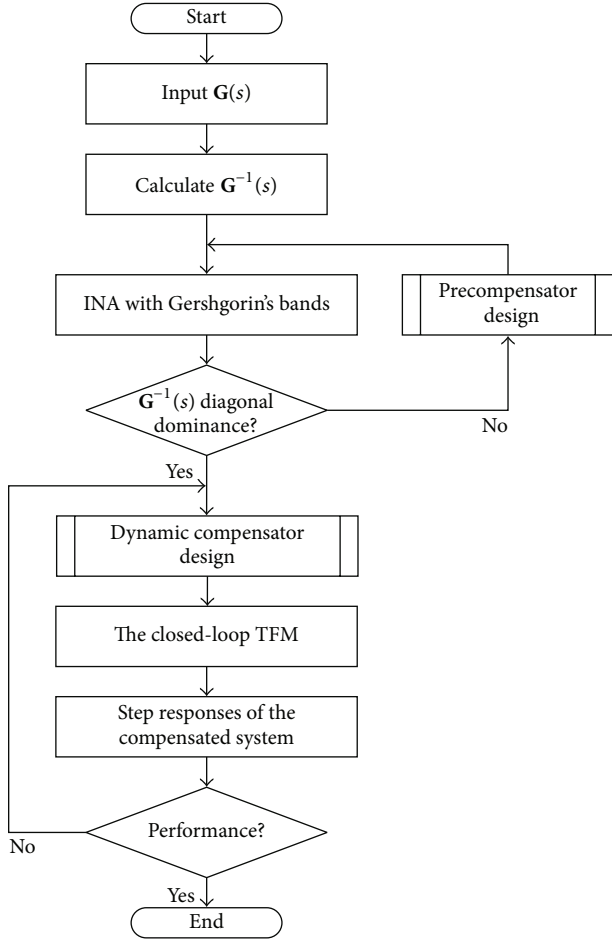 Start
Input G(s)
Calculate G⁻¹(s)
INA with Gershgorin's bands
Precompensator
design
G⁻¹(s) diagonal
dominance?
No
Yes
Dynamic compensator
design
The closed-loop TFM
Step responses of the
compensated system
Performance?
No
Yes
End